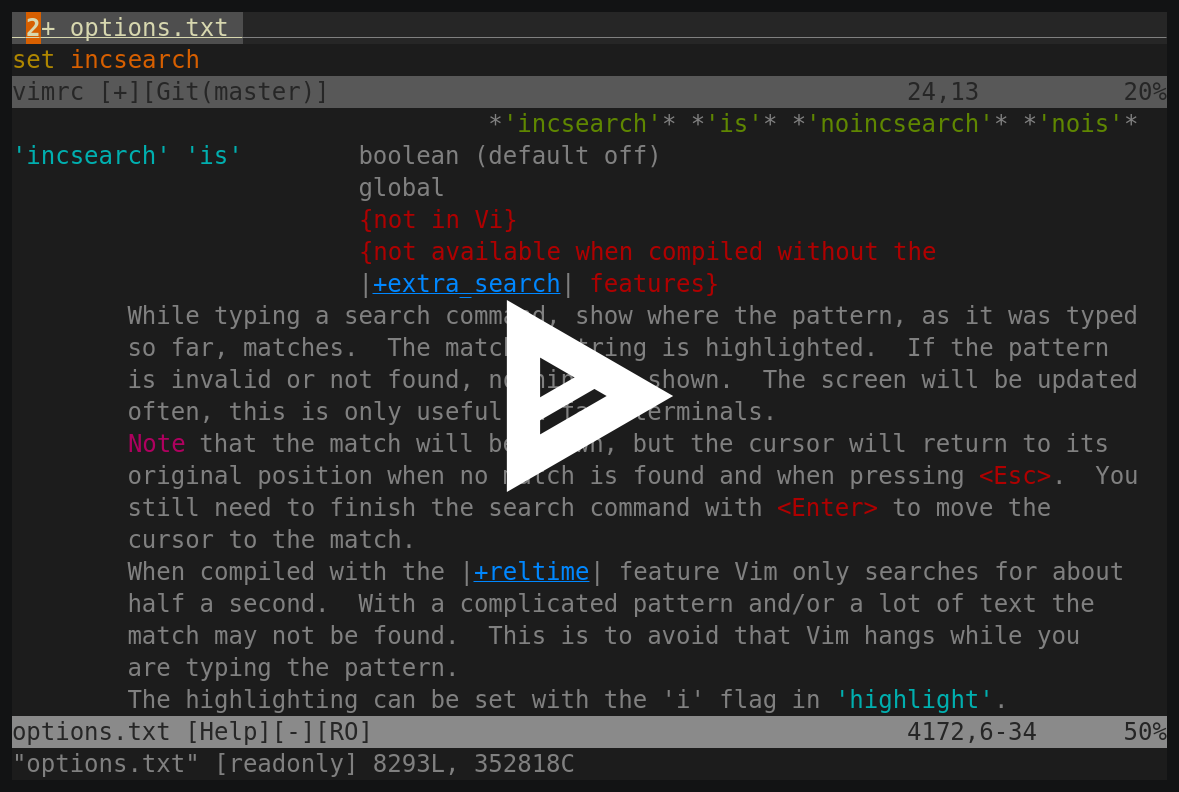 2+ options.txt
set incsearch
vimrc [+][Git(master)] 24,13 20%
*'incsearch'* *'is'* *'noincsearch'* *'nois'*
'incsearch' 'is' boolean (default off)
global
{not in Vi}
{not available when compiled without the
|+extra_search| features}
While typing a search command, show where the pattern, as it was typed
so far, matches. The matched string is highlighted. If the pattern
is invalid or not found, nothing shown. The screen will be updated
often, this is only useful terminals.
Note that the match will be shown, but the cursor will return to its
original position when no match is found and when pressing <Esc>. You
still need to finish the search command with <Enter> to move the
cursor to the match.
When compiled with the |+reltime| feature Vim only searches for about
half a second. With a complicated pattern and/or a lot of text the
match may not be found. This is to avoid that Vim hangs while you
are typing the pattern.
The highlighting can be set with the 'i' flag in 'highlight'.
options.txt [Help][-][RO] 4172,6-34 50%
"options.txt" [readonly] 8293L, 352818C